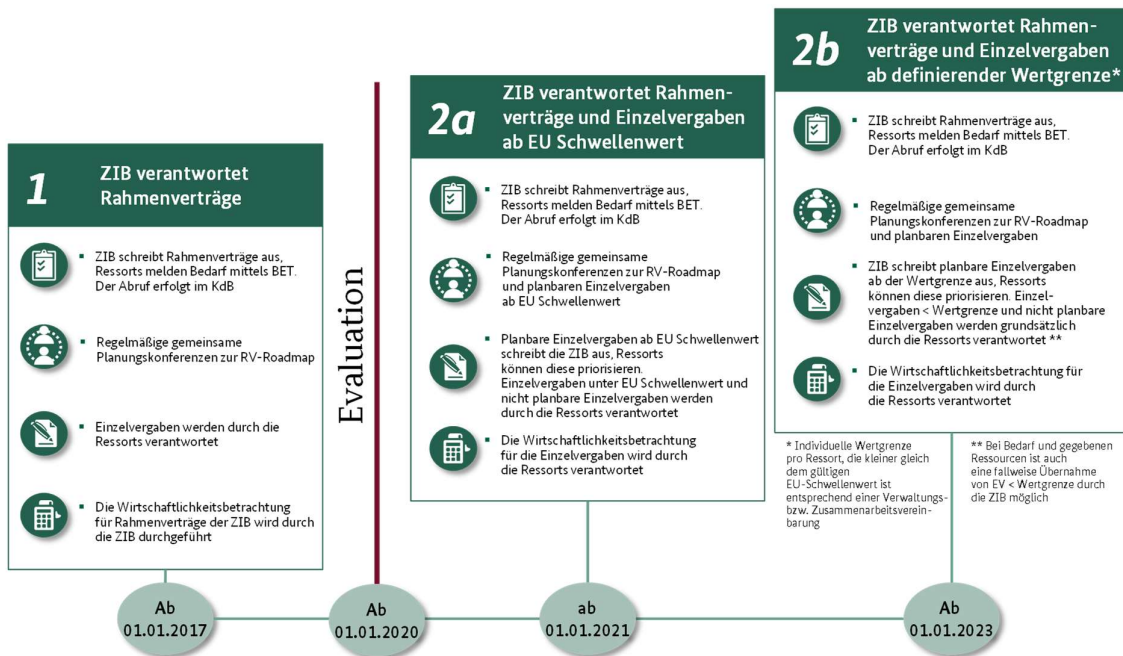 1
ZIB verantwortet
Rahmenverträge
▪ ZIB schreibt Rahmenverträge aus,
Ressorts melden Bedarf mittels BET.
Der Abruf erfolgt im KdB
▪ Regelmäßige gemeinsame
Planungskonferenzen zur RV-Roadmap
▪ Einzelvergaben werden durch die
Ressorts verantwortet
▪ Die Wirtschaftlichkeitsbetrachtung
für Rahmenverträge der ZIB wird durch
die ZIB durchgeführt
Evaluation
2a
ZIB verantwortet Rahmen-
verträge und Einzelvergaben
ab EU Schwellenwert
▪ ZIB schreibt Rahmenverträge aus,
Ressorts melden Bedarf mittels BET.
Der Abruf erfolgt im KdB
▪ Regelmäßige gemeinsame
Planungskonferenzen zur RV-Roadmap
und planbaren Einzelvergaben
ab EU Schwellenwert
▪ Planbare Einzelvergaben ab EU Schwellenwert
schreibt die ZIB aus, Ressorts
können diese priorisieren.
Einzelvergaben unter EU Schwellenwert und
nicht planbare Einzelvergaben werden
durch die Ressorts verantwortet
▪ Die Wirtschaftlichkeitsbetrachtung
für die Einzelvergaben wird durch
die Ressorts verantwortet
2b
ZIB verantwortet Rahmen-
verträge und Einzelvergaben
ab definierender Wertgrenze*
▪ ZIB schreibt Rahmenverträge aus,
Ressorts melden Bedarf mittels BET.
Der Abruf erfolgt im KdB
▪ Regelmäßige gemeinsame
Planungskonferenzen zur RV-Roadmap
und planbaren Einzelvergaben
▪ ZIB schreibt planbare Einzelvergaben
ab der Wertgrenze aus, Ressorts
können diese priorisieren. Einzel-
vergaben < Wertgrenze und nicht planbare
Einzelvergaben werden grundsätzlich
durch die Ressorts verantwortet **
▪ Die Wirtschaftlichkeitsbetrachtung für
die Einzelvergaben wird durch
die Ressorts verantwortet
* Individuelle Wertgrenze
pro Ressort, die kleiner gleich
dem gültigen
EU-Schwellenwert ist
entsprechend einer Verwaltungs-
bzw. Zusammenarbeitsverein-
barung
** Bei Bedarf und gegebenen
Ressourcen ist auch
eine fallweise Übernahme
von EV < Wertgrenze durch
die ZIB möglich
Ab
01.01.2017
Ab
01.01.2020
ab
01.01.2021
Ab
01.01.2023